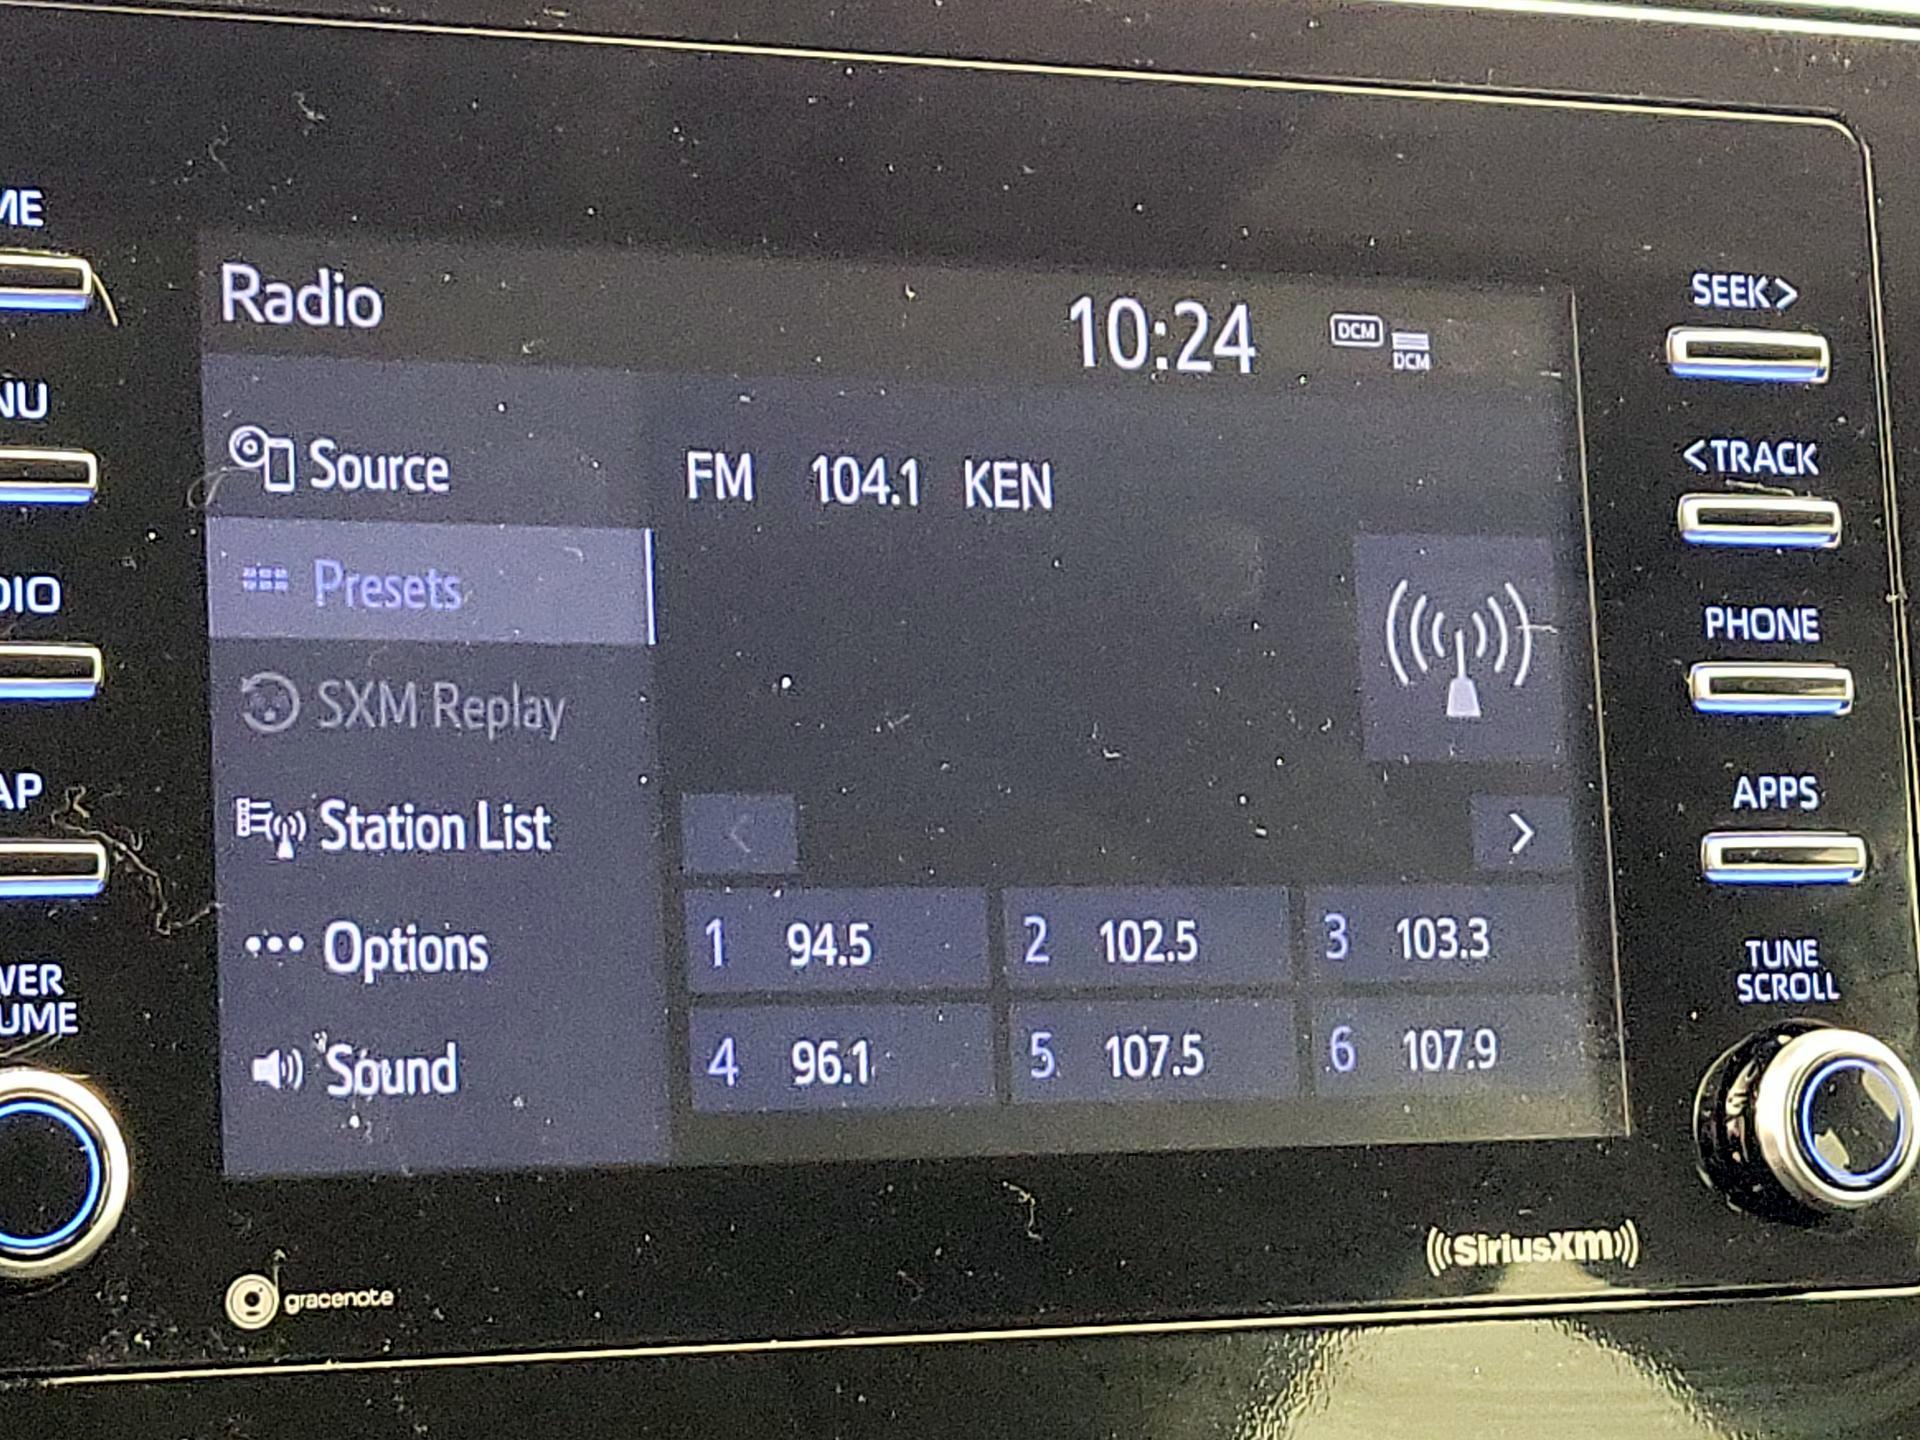 ME
NU
DIO
AP
WER
UME
Radio
10:24
DCM
DCM
Source
Presets
SXM Replay
Station List
Options
Sound
FM 104.1 KEN
<
>
1 94.5
2 102.5
3 103.3
4 96.1
5 107.5
6 107.9
SEEK>
<TRACK
PHONE
APPS
TUNE
SCROLL
gracenote
((SiriusXM))